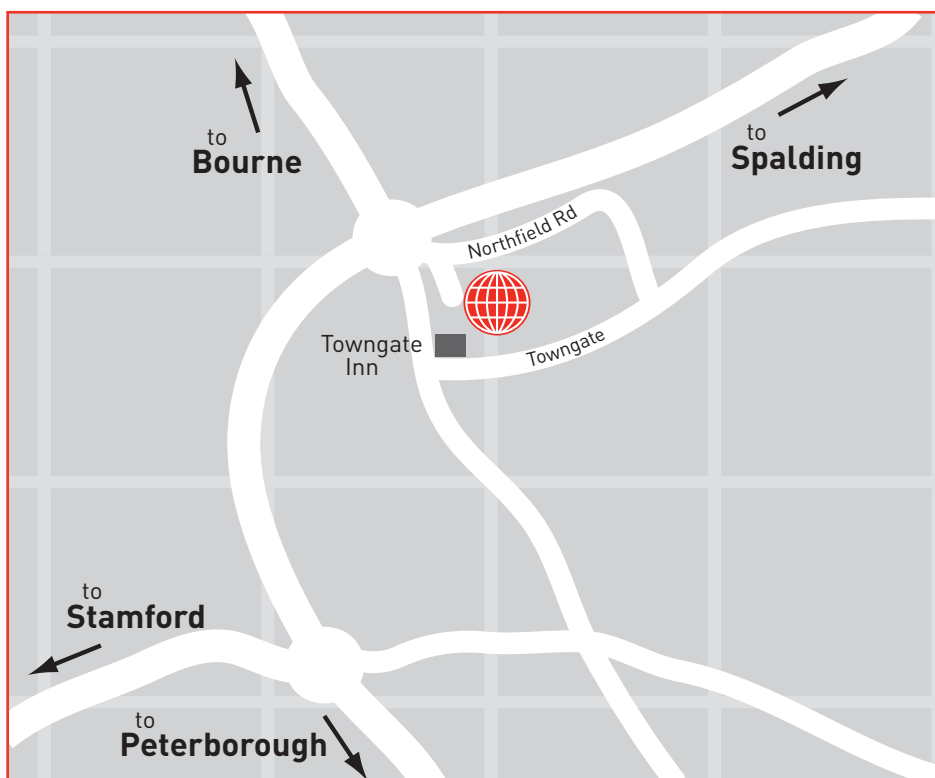 to
Bourne
to
Spalding
Northfield Rd
Towngate
Inn
Towngate
to
Stamford
to
Peterborough